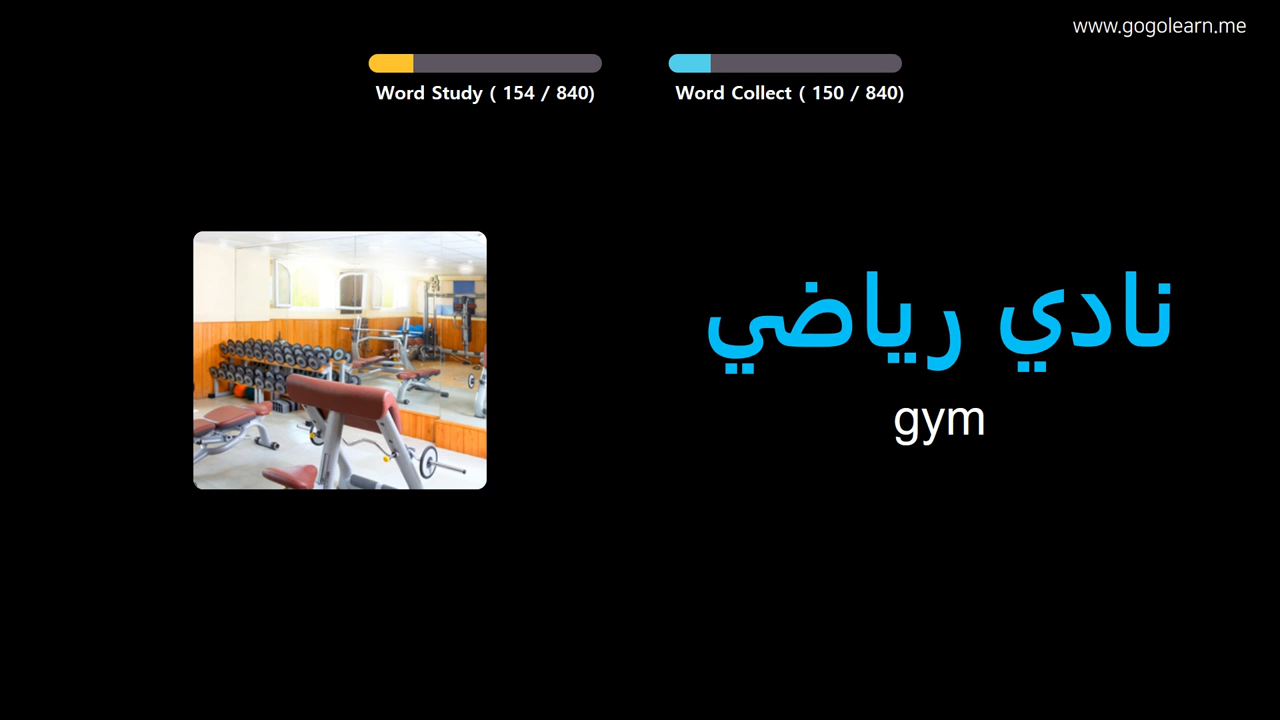 www.gogolearn.me
Word Study ( 154 / 840)
Word Collect ( 150 / 840)
نادي رياضي
gym